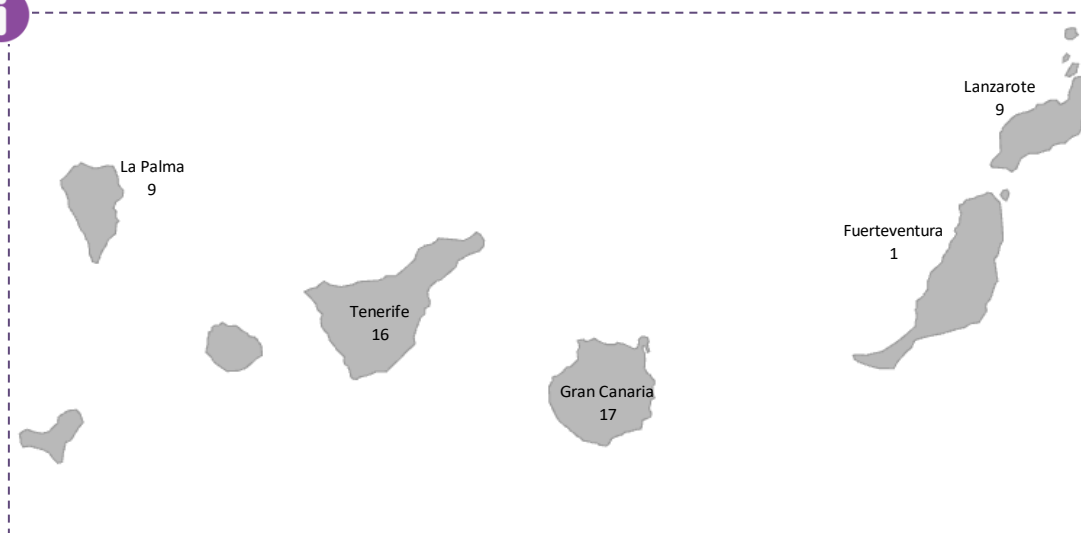 Lanzarote
9
La Palma
9
Fuerteventura
1
Tenerife
16
Gran Canaria
17